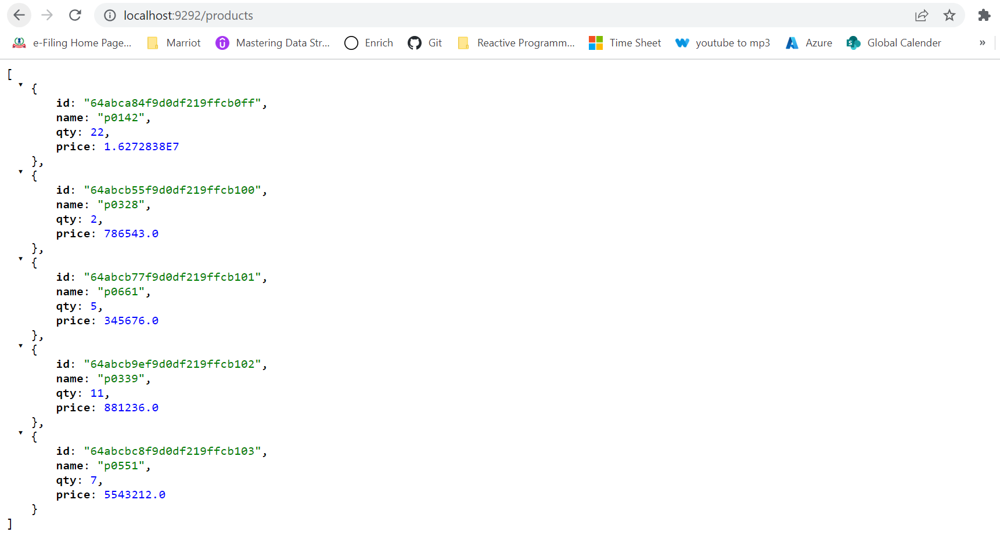 localhost:9292/products
e-Filing Home Page... Marriot Mastering Data Str... Enrich Git Reactive Programm... Time Sheet youtube to mp3 Azure Global Calender »
[
{
id: "64abca84f9d0df219ffcb0ff",
name: "p0142",
qty: 22,
price: 1.6272838E7
},
{
id: "64abcb55f9d0df219ffcb100",
name: "p0328",
qty: 2,
price: 786543.0
},
{
id: "64abcb77f9d0df219ffcb101",
name: "p0661",
qty: 5,
price: 345676.0
},
{
id: "64abcb9ef9d0df219ffcb102",
name: "p0339",
qty: 11,
price: 881236.0
},
{
id: "64abcbc8f9d0df219ffcb103",
name: "p0551",
qty: 7,
price: 5543212.0
}
]